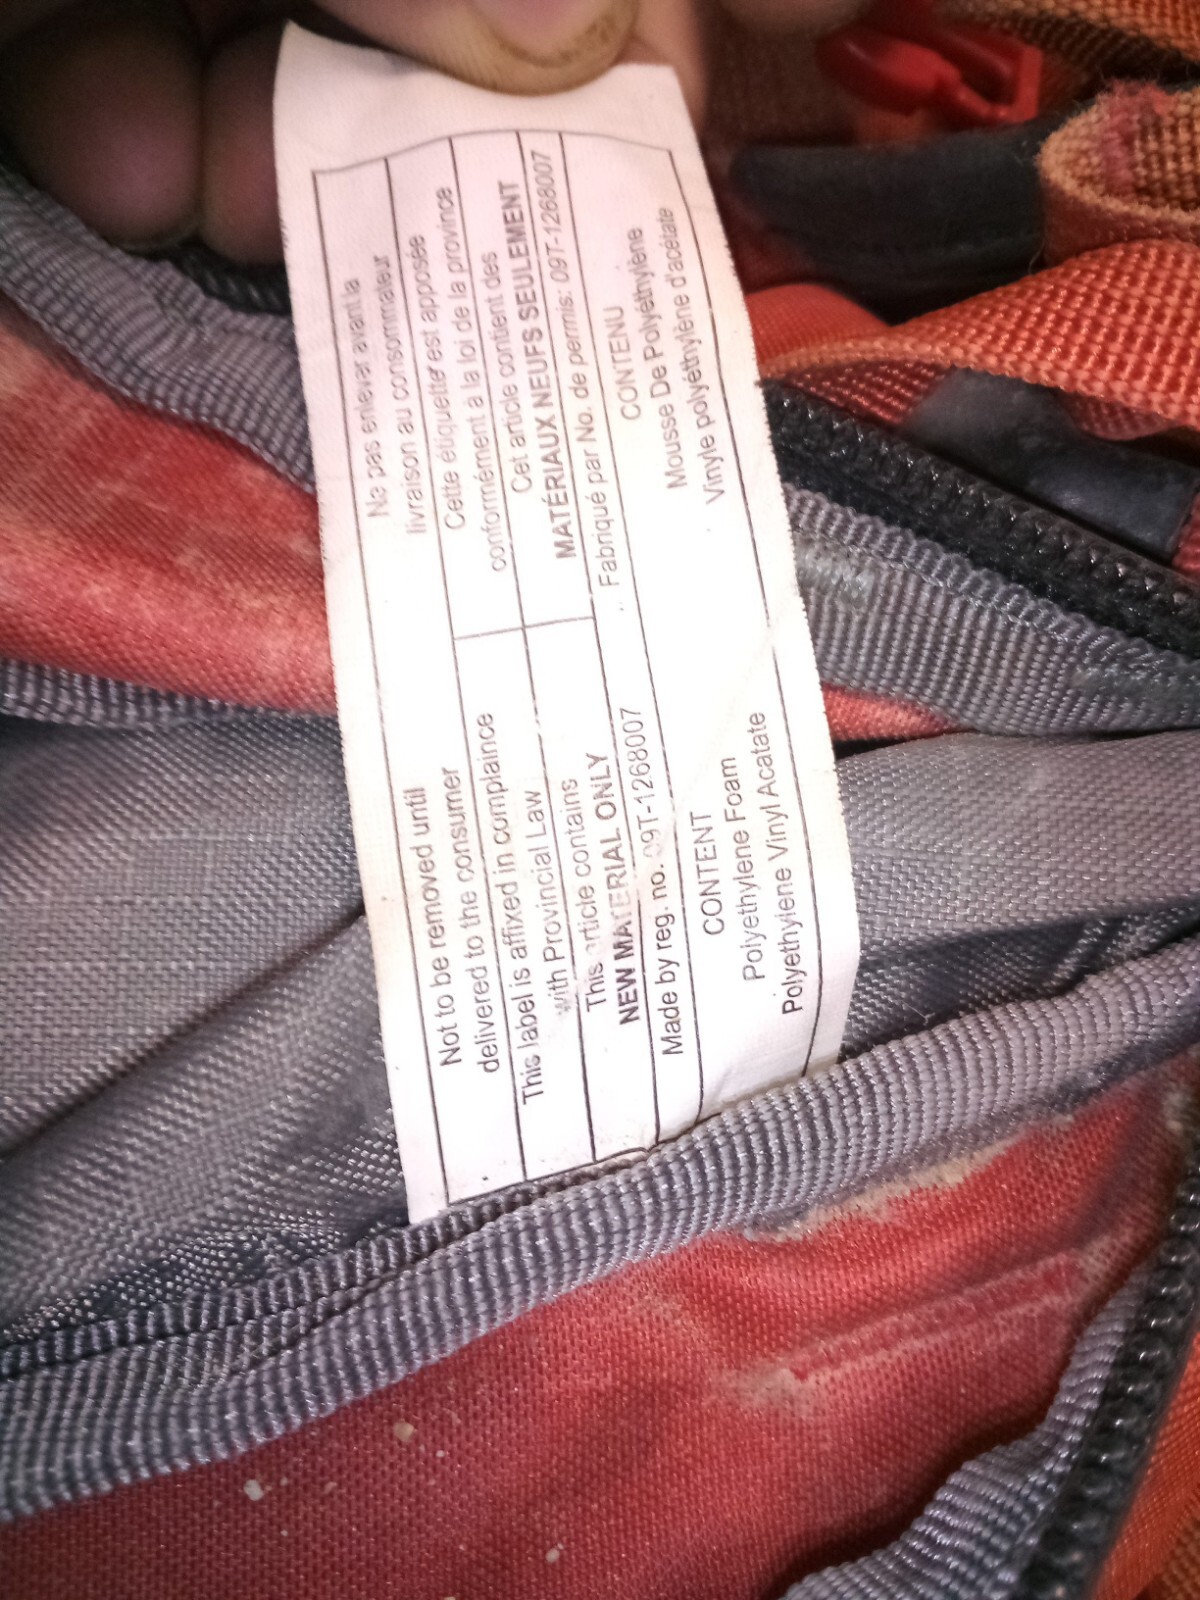 Not to be removed until
delivered to the consumer
This label is affixed in complaince
with Provincial Law
This article contains
NEW MATERIAL ONLY
Made by reg. no. 09T-1268007
CONTENT
Polyethylene Foam
Polyethylene Vinyl Acatate
Na pas enlever avant la
livraison au consommateur
Cette étiquette est apposée
conformément à la loi de la province
Cet article contient des
MATÉRIAUX NEUFS SEULEMENT
Fabriqué par No. de permis: 09T-1268007
CONTENU
Mousse De Polyéthylène
Vinyle polyéthylène d'acétate